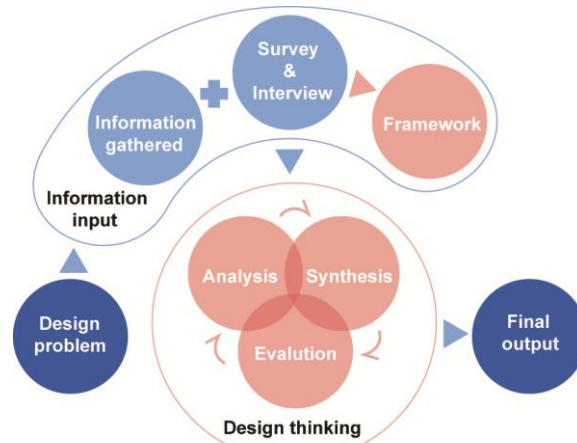 Survey
&
Interview
Information
gathered
Framework
Information
input
Analysis
Synthesis
Design
problem
Evalution
Final
output
Design thinking